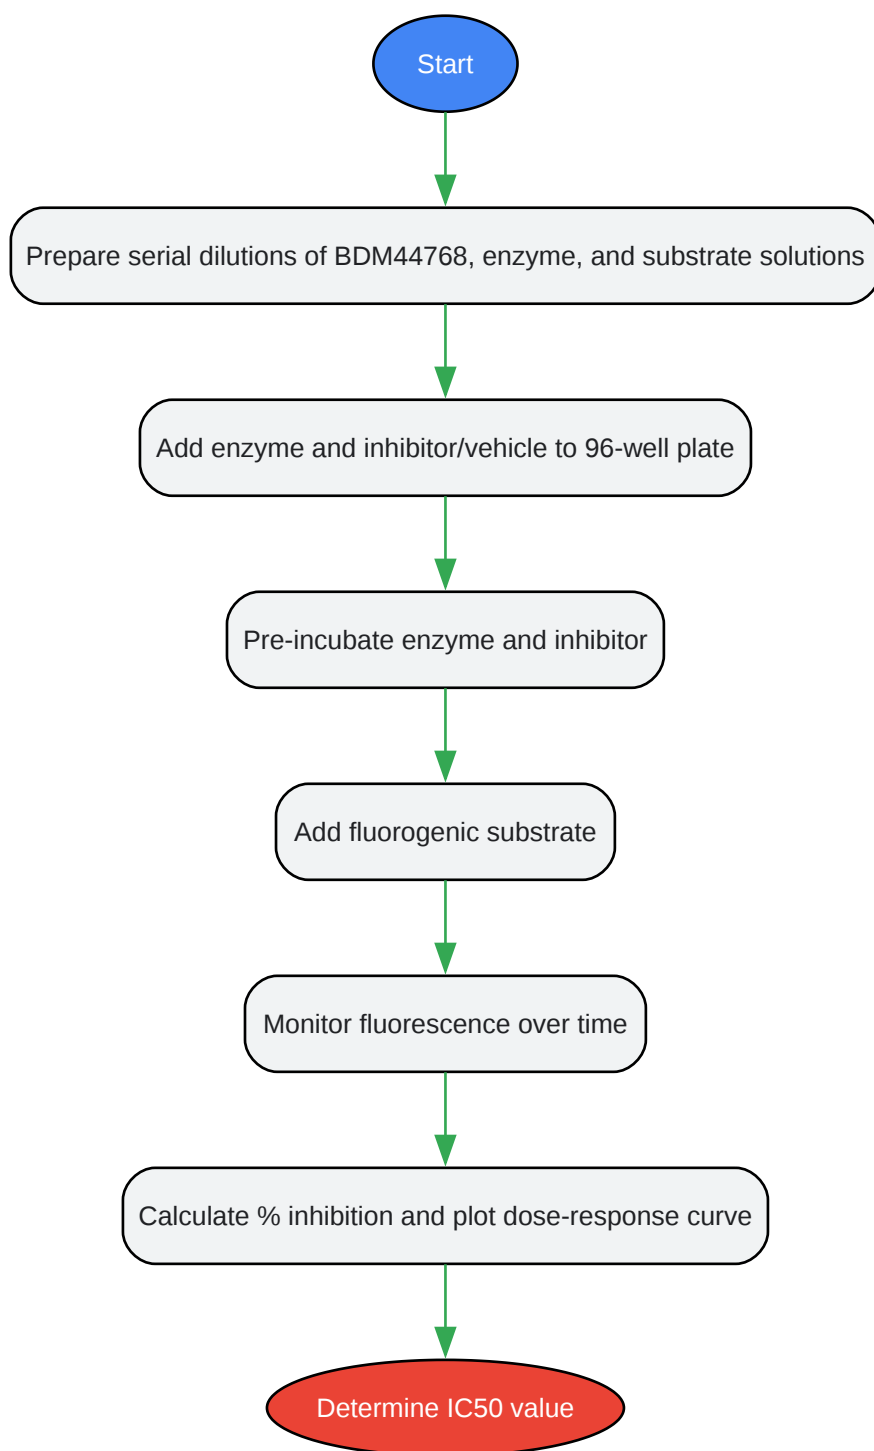 Start
Prepare serial dilutions of BDM44768, enzyme, and substrate solutions
Add enzyme and inhibitor/vehicle to 96-well plate
Pre-incubate enzyme and inhibitor
Add fluorogenic substrate
Monitor fluorescence over time
Calculate % inhibition and plot dose-response curve
Determine IC50 value